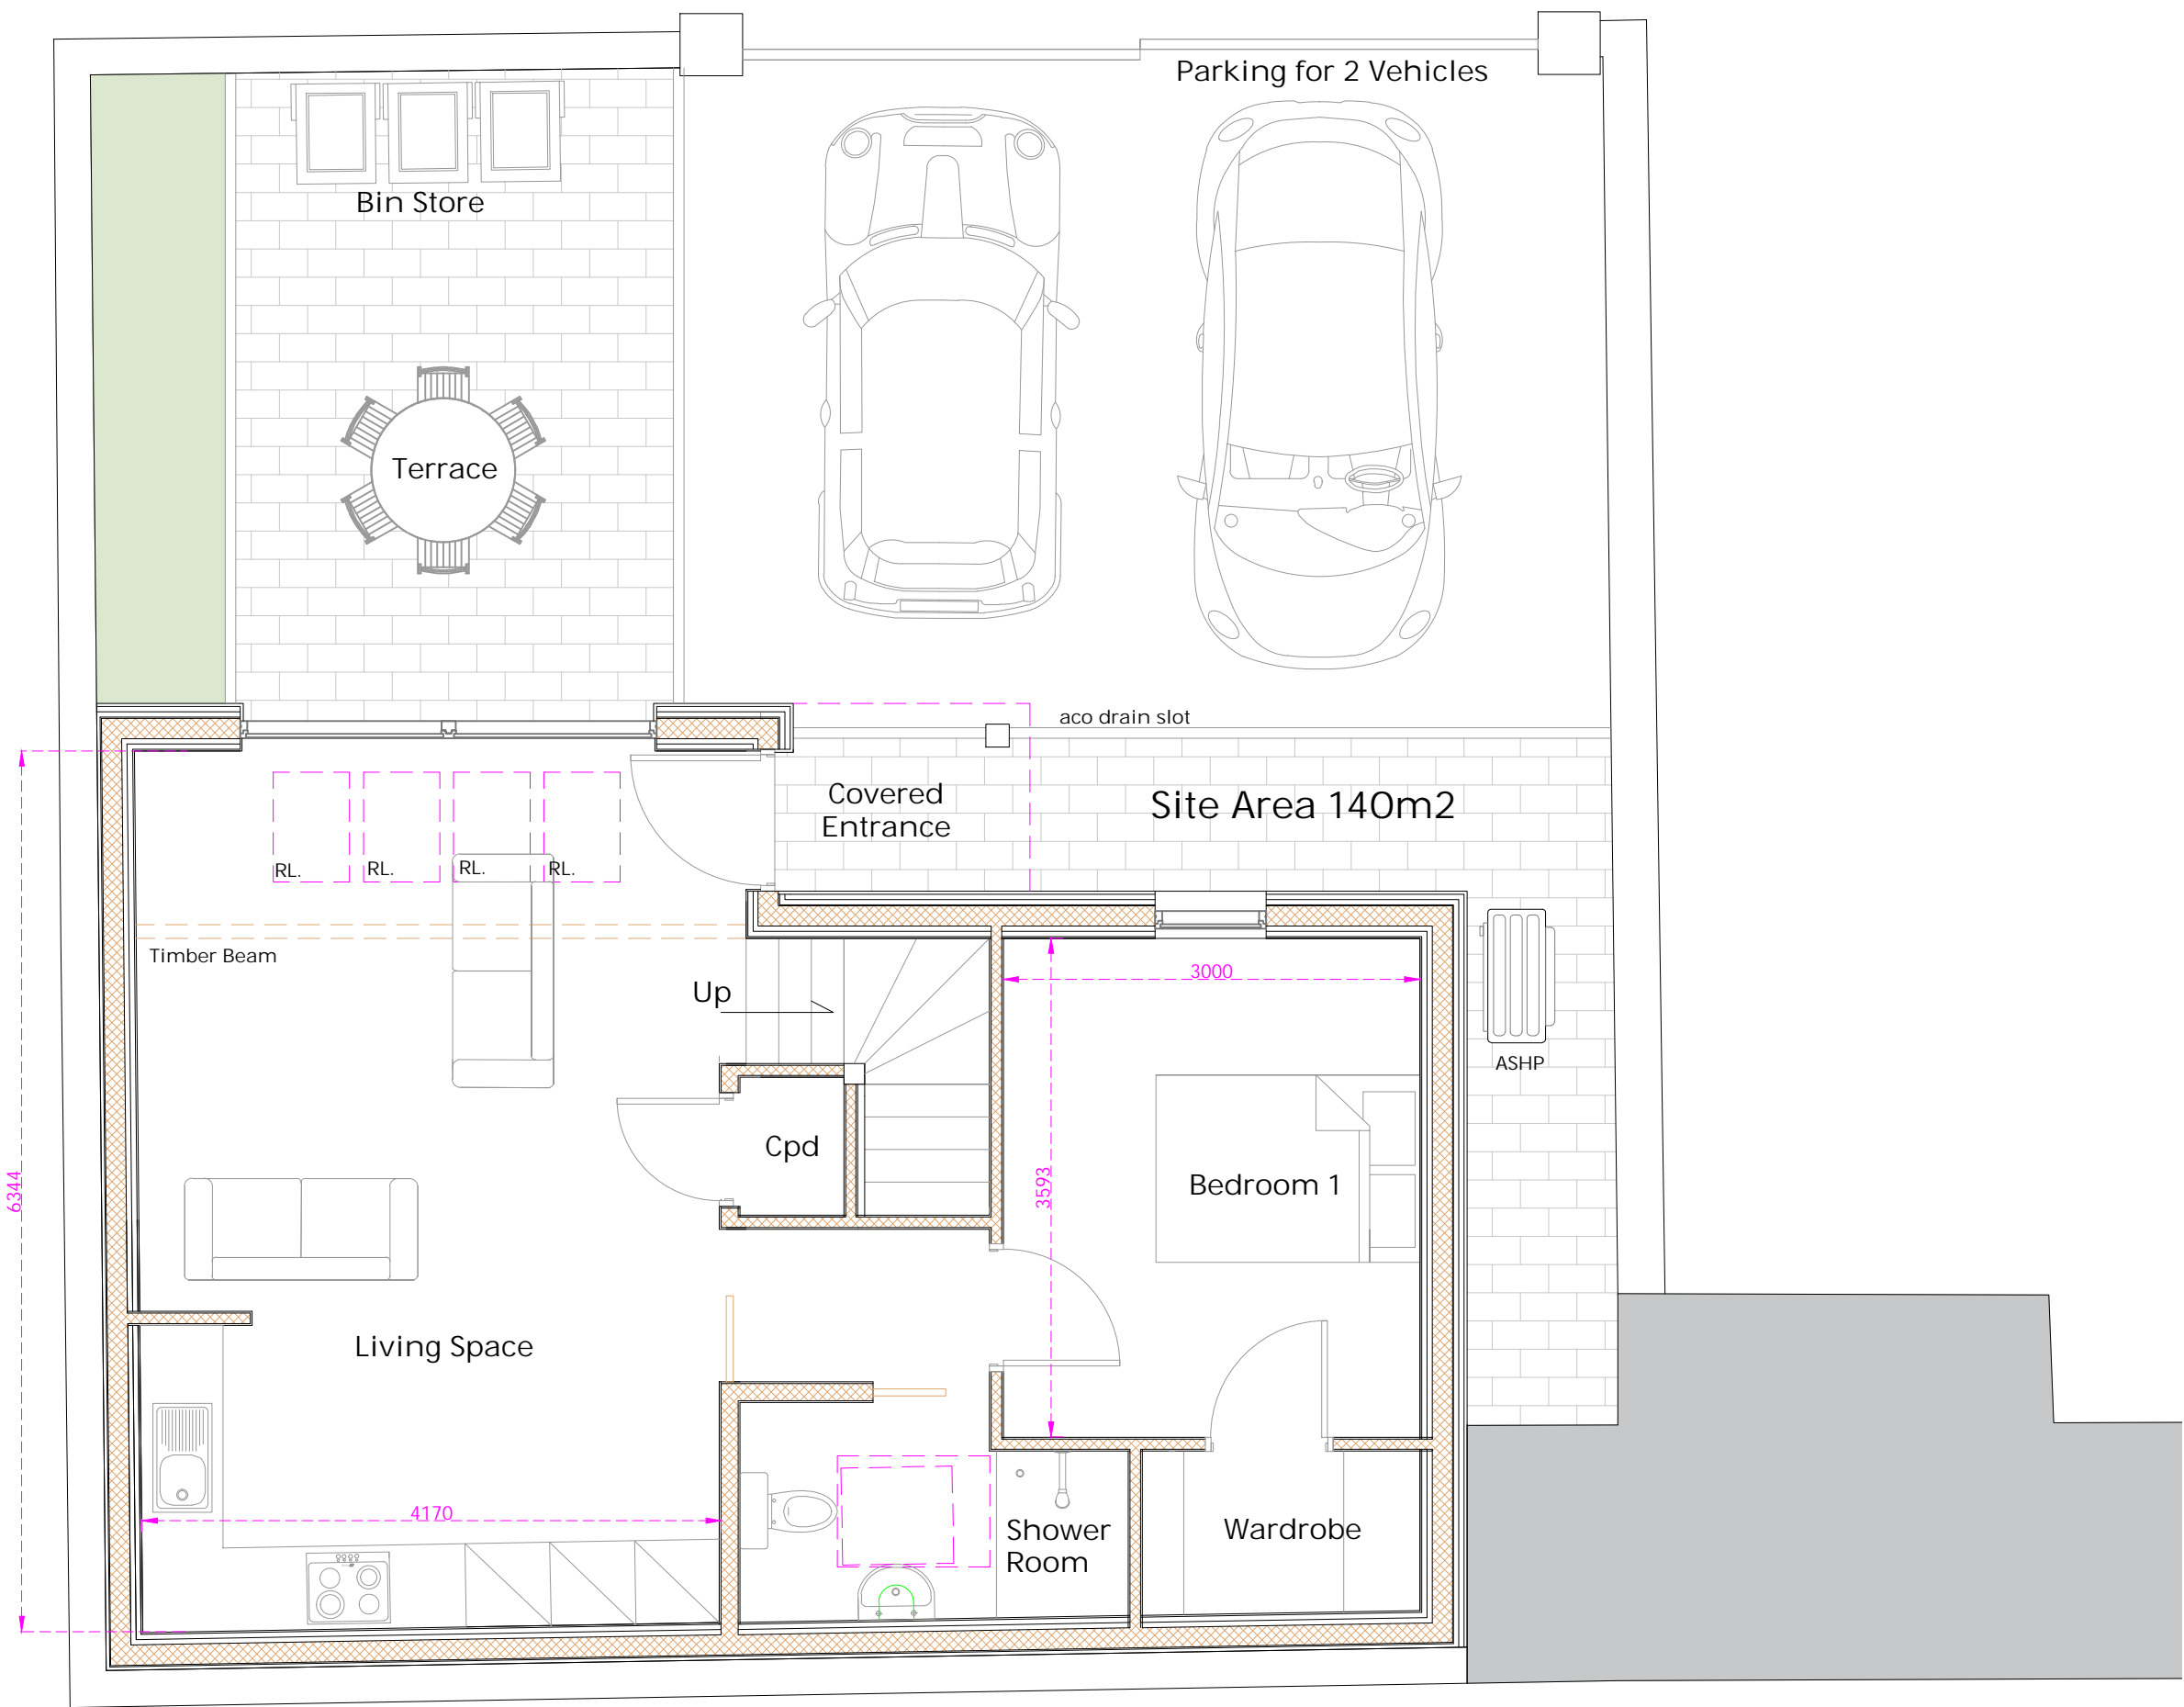 Parking for 2 Vehicles
Bin Store
Terrace
aco drain slot
Covered
Entrance
Site Area 140m2
RL.
RL.
RL.
RL.
Timber Beam
3000
Up
ASHP
Cpd
3593
Bedroom 1
6344
Living Space
4170
Shower
Room
Wardrobe